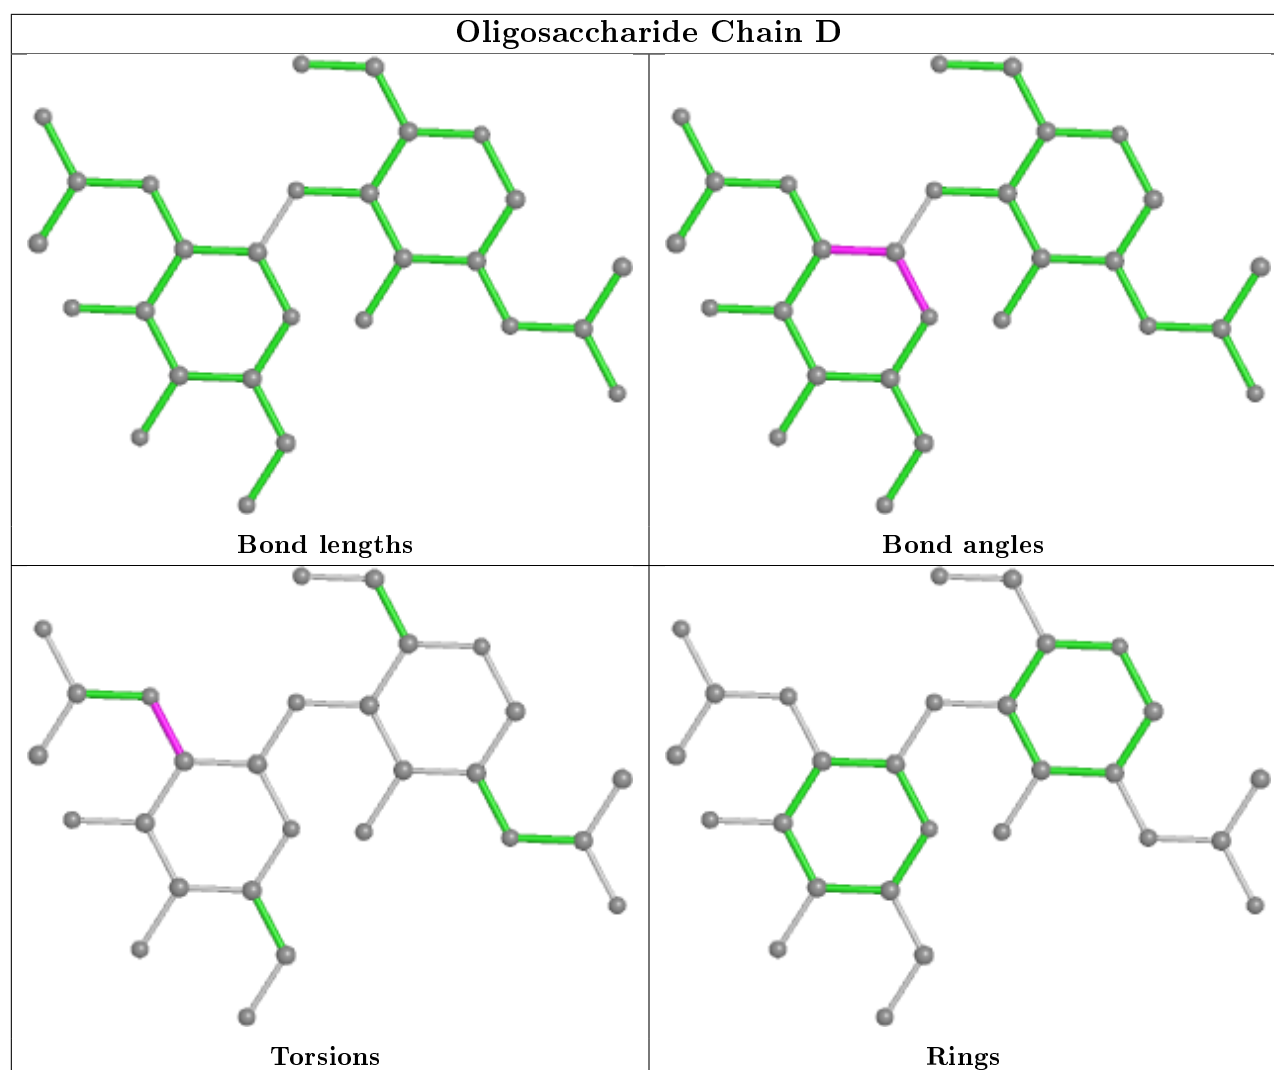 Oligosaccharide Chain D
Bond lengths
Bond angles
Torsions
Rings